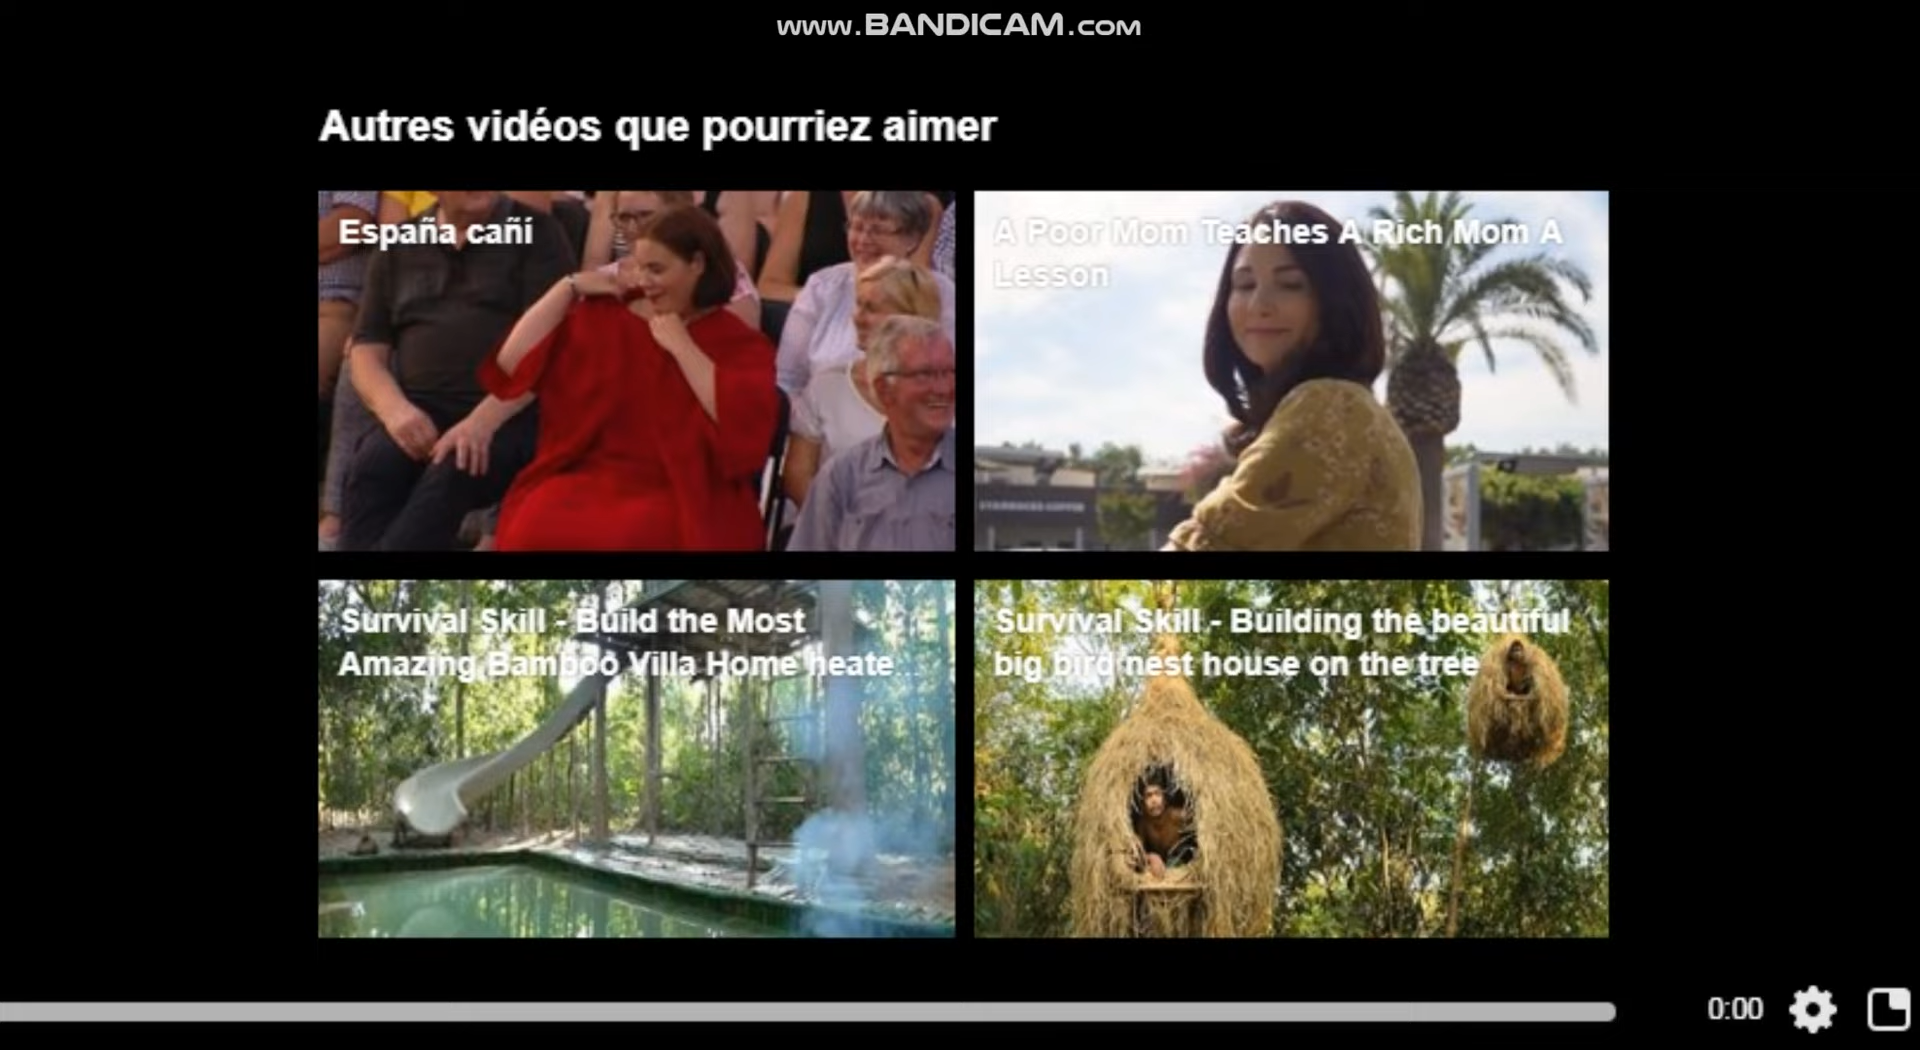 www.BANDICAM.COM
Autres vidéos que pourriez aimer
España cañí
A Poor Mom Teaches A Rich Mom A
Lesson
STARBUCKS COFFEE
Survival Skill - Build the Most
Amazing Bamboo Villa Home heate...
Survival Skill - Building the beautiful
big bird nest house on the tree
0:00